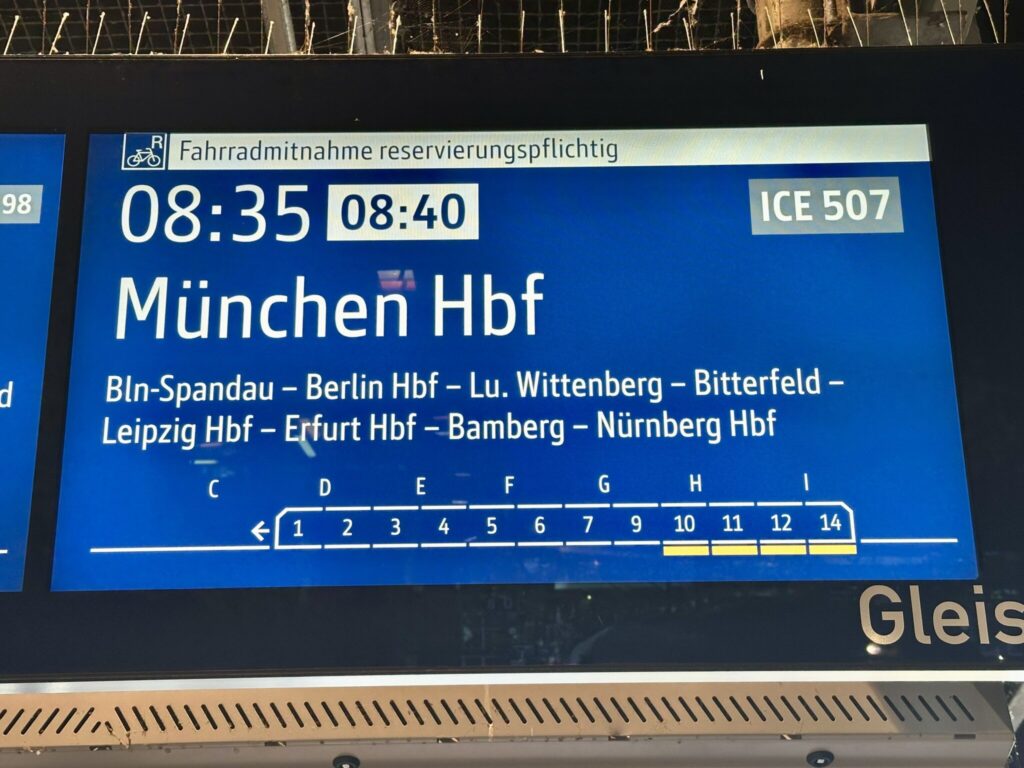 R Fahrradmitnahme reservierungspflichtig
98
08:35 08:40 ICE 507
München Hbf
d
Bln-Spandau – Berlin Hbf – Lu. Wittenberg – Bitterfeld –
Leipzig Hbf – Erfurt Hbf – Bamberg – Nürnberg Hbf
C D E F G H I
← 1 2 3 4 5 6 7 9 10 11 12 14
Gleis